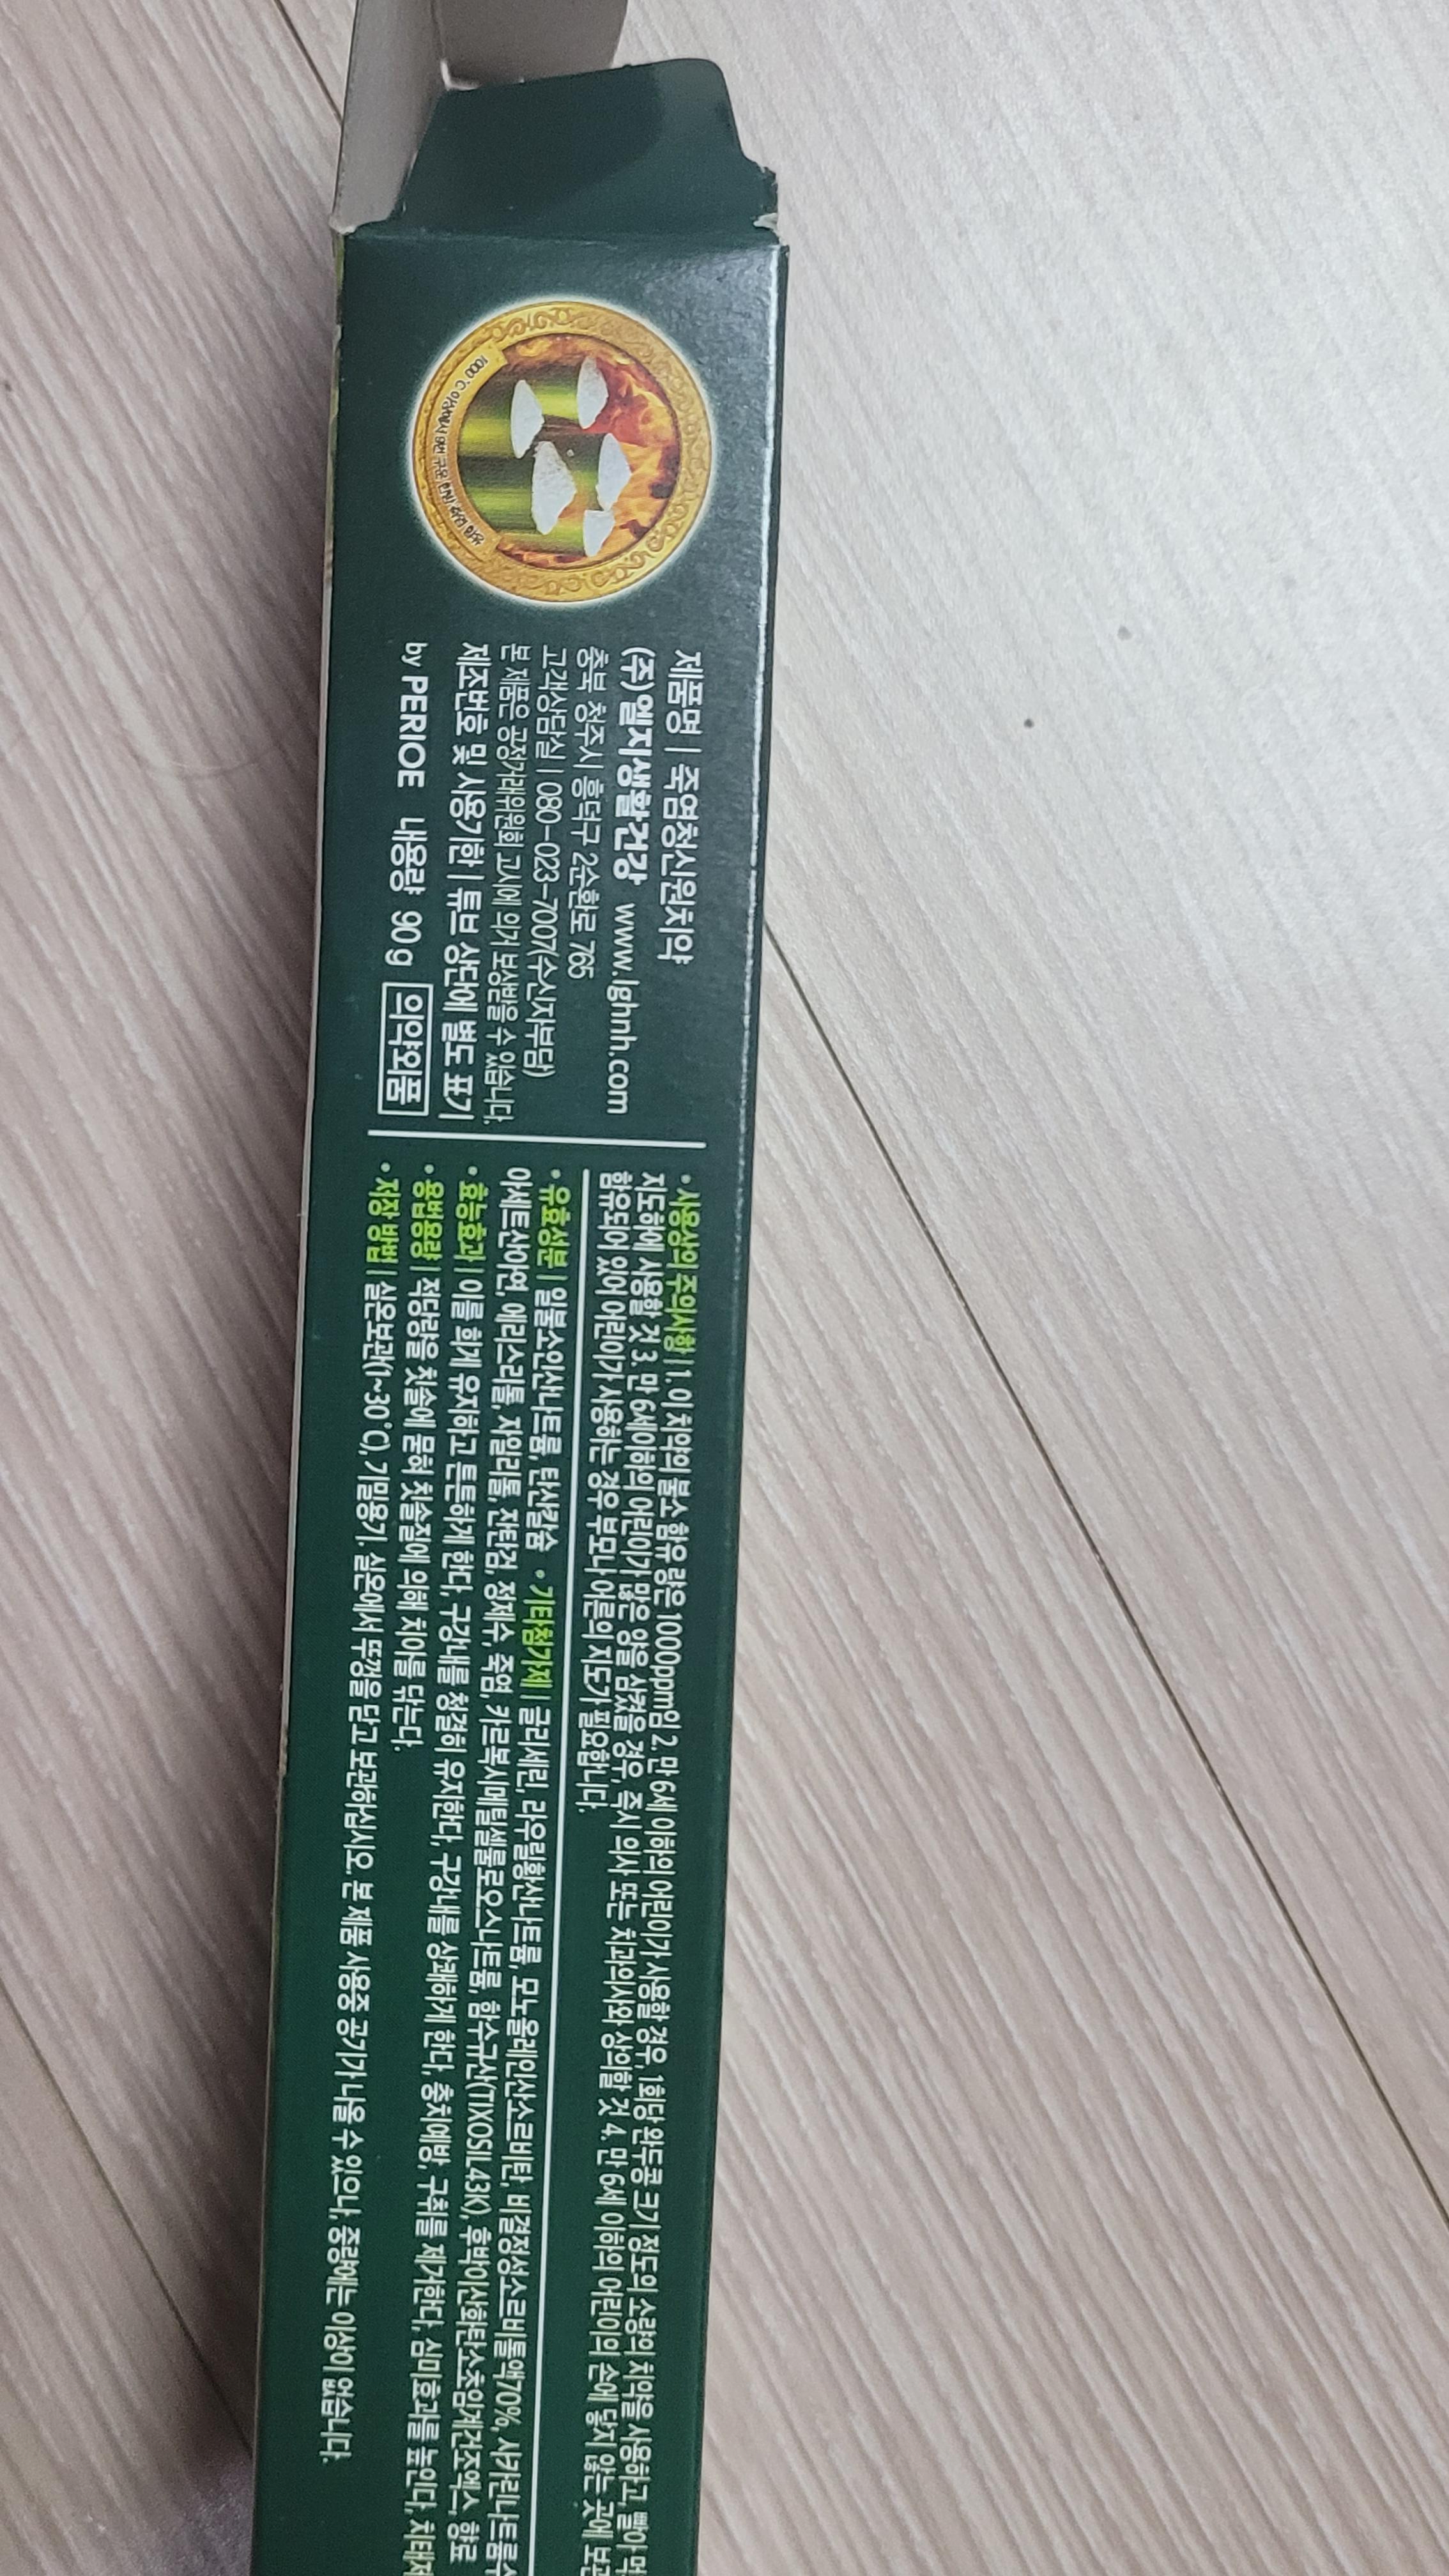 1000℃ 이상에서
제품명 | 죽염청신원치약
(주)엘지생활건강 www.lghnh.com
충북 청주시 흥덕구 2순환로 765
고객상담실 | 080-023-7007(수신자부담)
본 제품은 공정거래위원회 고시에 의거 보상받을 수 있습니다.
제조번호 및 사용기한 | 튜브 상단에 별도 표기
by PERIOE 내용량 90g 의약외품
• 사용상의 주의사항 | 1. 이 치약의 불소 함유량은 1000ppm임 2. 만 6세 이하의 어린이가 사용할 경우, 1회당 완두콩 크기 정도의 소량의 치약을 사용하고, 빨아 먹
지도하에 사용할 것 3. 만 6세이하의 어린이가 많은 양을 삼켰을 경우, 즉시 의사 또는 치과의사와 상의할 것 4. 만 6세 이하의 어린이의 손에 닿지 않는 곳에 보관
함유되어 있어 어린이가 사용하는 경우 부모나 어른의 지도가 필요합니다.
• 유효성분 | 일불소인산나트륨, 탄산칼슘 • 기타첨가제 | 글리세린, 라우릴황산나트륨, 모노올레인산소르비탄, 비결정성소르비톨액70%, 사카린나트륨수
아세트산아연, 에리스리톨, 자일리톨, 잔탄검, 정제수, 죽염, 카르복시메틸셀룰로오스나트륨, 함수규산(TIXOSIL43K), 후박이산화탄소초임계건조엑스, 향료
• 효능효과 | 이를 희게 유지하고 튼튼하게 한다, 구강내를 청결히 유지한다, 구강내를 상쾌하게 한다, 충치예방, 구취를 제거한다, 심미효과를 높인다, 치태제
• 용법용량 | 적당량을 칫솔에 묻혀 칫솔질에 의해 치아를 닦는다.
• 저장 방법 | 실온보관(1~30℃), 기밀용기. 실온에서 뚜껑을 닫고 보관하십시오. 본 제품 사용중 공기가 나올 수 있으나, 중량에는 이상이 없습니다.